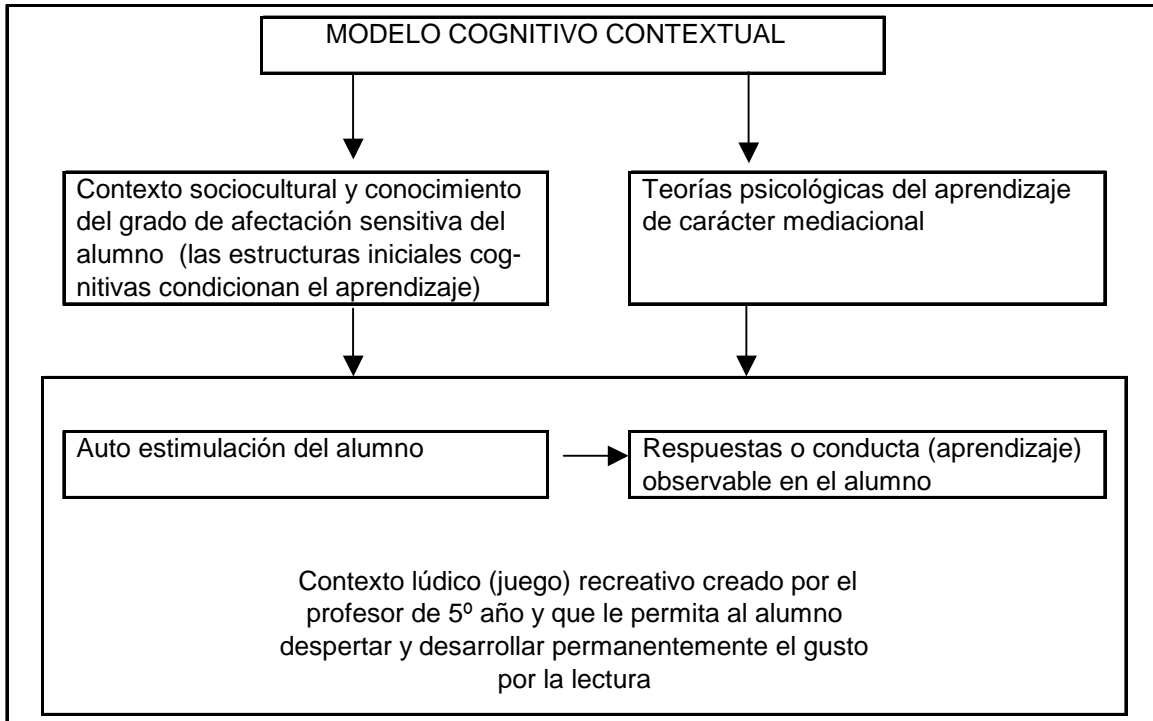 MODELO COGNITIVO CONTEXTUAL
Contexto sociocultural y conocimiento
del grado de afectación sensitiva del
alumno (las estructuras iniciales cog-
nitivas condicionan el aprendizaje)
Teorías psicológicas del aprendizaje
de carácter mediacional
Auto estimulación del alumno
Respuestas o conducta (aprendizaje)
observable en el alumno
Contexto lúdico (juego) recreativo creado por el
profesor de 5º año y que le permita al alumno
despertar y desarrollar permanentemente el gusto
por la lectura